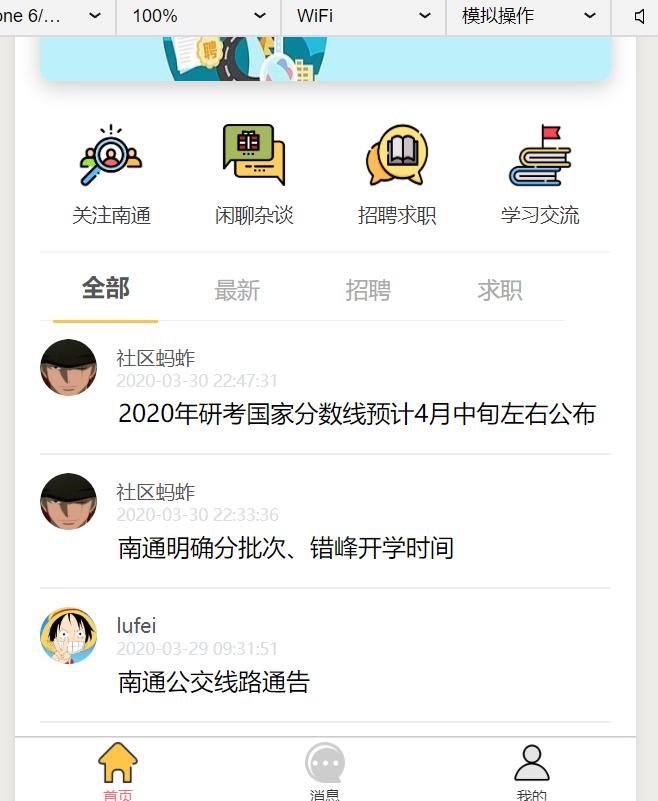 one 6/... 100% WiFi 模拟操作
聘
关注南通 闲聊杂谈 招聘求职 学习交流
全部 最新 招聘 求职
社区蚂蚱
2020-03-30 22:47:31
2020年研考国家分数线预计4月中旬左右公布
社区蚂蚱
2020-03-30 22:33:36
南通明确分批次、错峰开学时间
lufei
2020-03-29 09:31:51
南通公交线路通告
首页 消息 我的